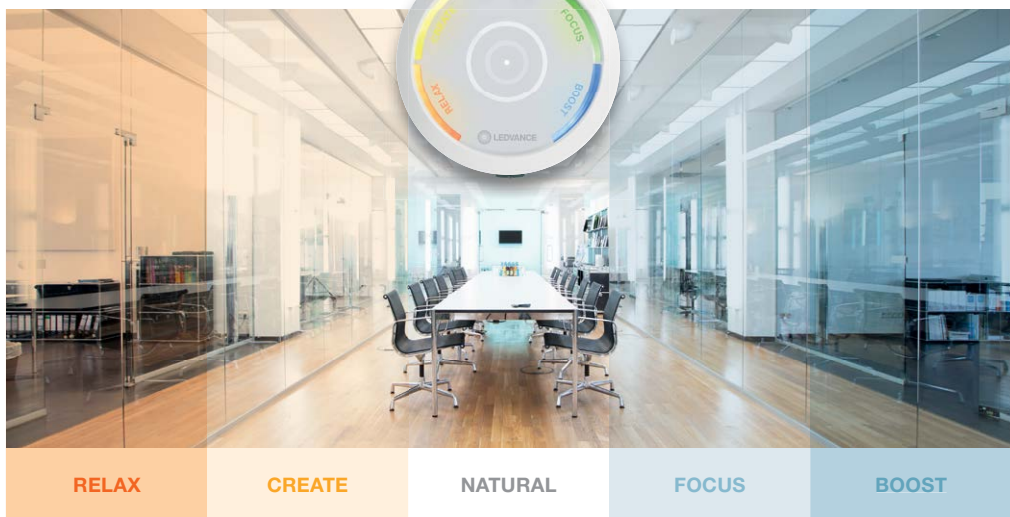 FOCUS
RELAX
BOOST
LEDVANCE
RELAX
CREATE
NATURAL
FOCUS
BOOST